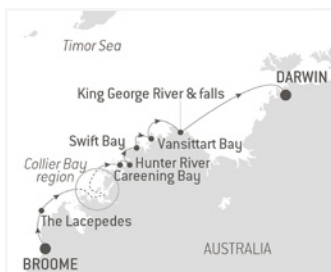 Timor Sea
DARWIN
King George River & falls
Swift Bay
Vansittart Bay
Collier Bay
region
Hunter River
Careening Bay
The Lacepedes
AUSTRALIA
BROOME